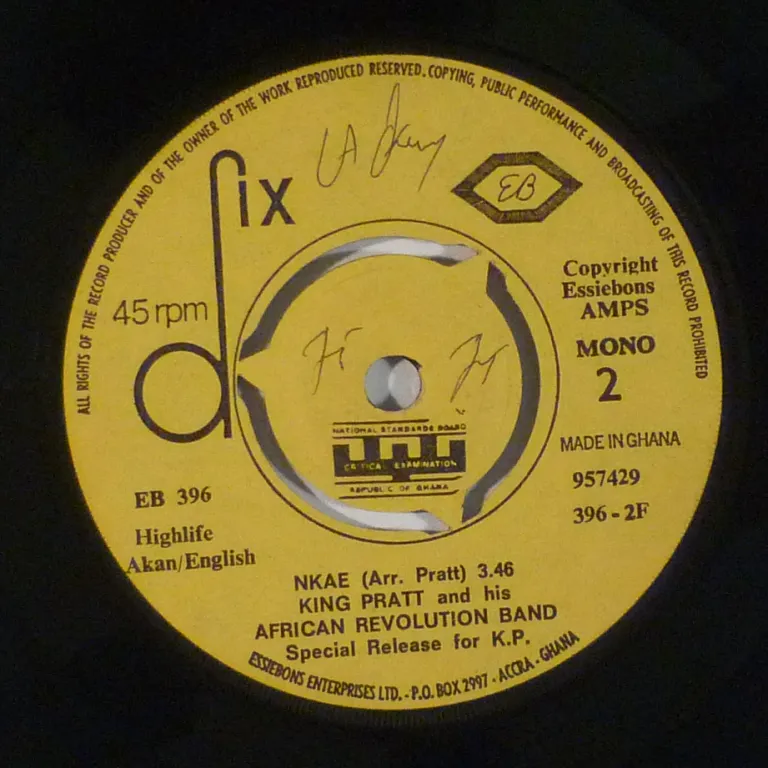 ALL RIGHTS OF THE RECORD PRODUCER AND OF THE OWNER OF THE WORK REPRODUCED RESERVED. COPYING, PUBLIC PERFORMANCE AND BROADCASTING OF THIS RECORD PROHIBITED
dix
EB
45 rpm
Copyright
Essiebons
AMPS
MONO
2
MADE IN GHANA
957429
396-2F
NATIONAL STANDARDS BOARD
CRITICAL EXAMINATION
REPUBLIC OF GHANA
EB 396
Highlife
Akan/English
NKAE (Arr. Pratt) 3.46
KING PRATT and his
AFRICAN REVOLUTION BAND
Special Release for K.P.
ESSIEBONS ENTERPRISES LTD. - P.O. BOX 2997 - ACCRA - GHANA